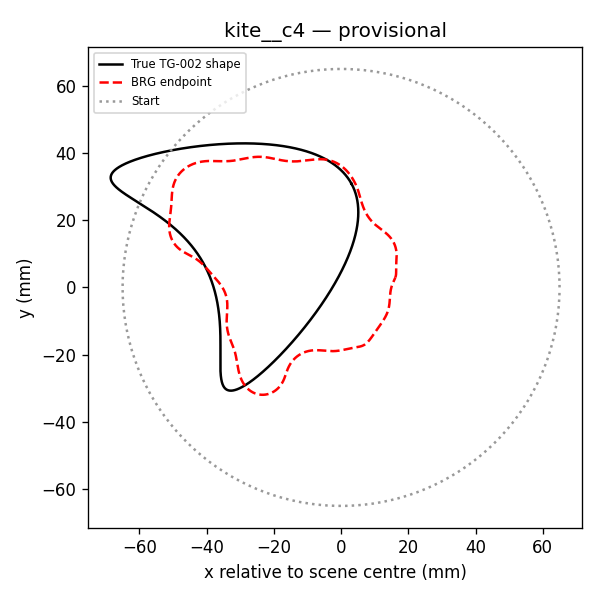 kite__c4 — provisional
True TG-002 shape
BRG endpoint
Start
60
40
20
0
−20
−40
−60
y (mm)
−60 −40 −20 0 20 40 60
x relative to scene centre (mm)